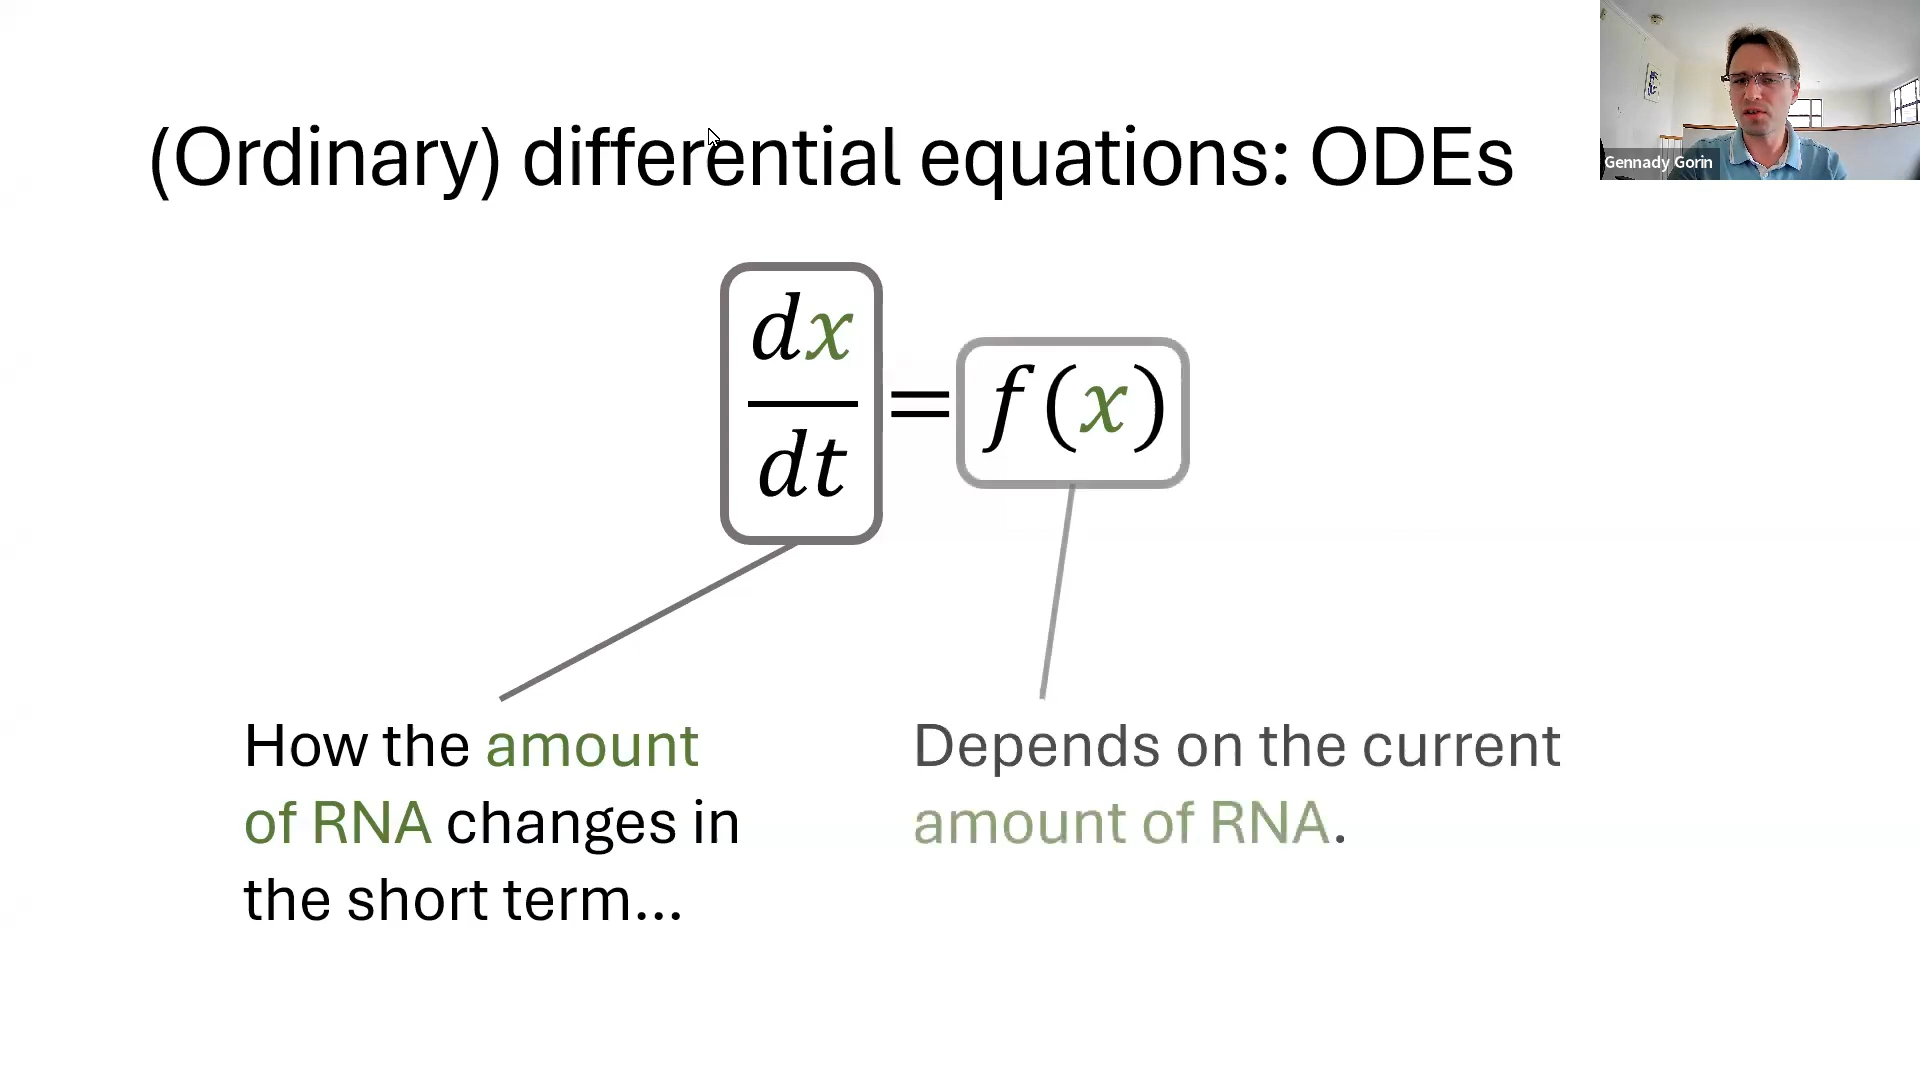 (Ordinary) differential equations: ODEs
Gennady Gorin
dx
dt
= f(x)
How the amount
of RNA changes in
the short term...
Depends on the current
amount of RNA.